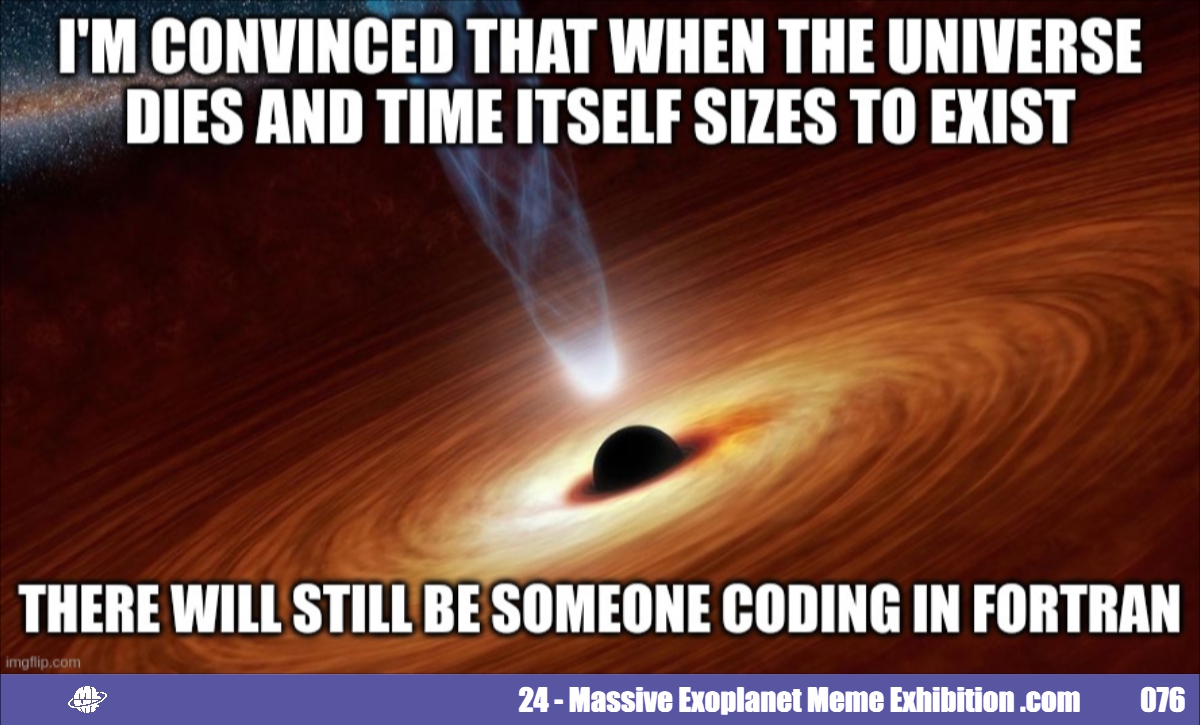 I'M CONVINCED THAT WHEN THE UNIVERSE
DIES AND TIME ITSELF SIZES TO EXIST
THERE WILL STILL BE SOMEONE CODING IN FORTRAN
imgflip.com
24 - Massive Exoplanet Meme Exhibition .com 076